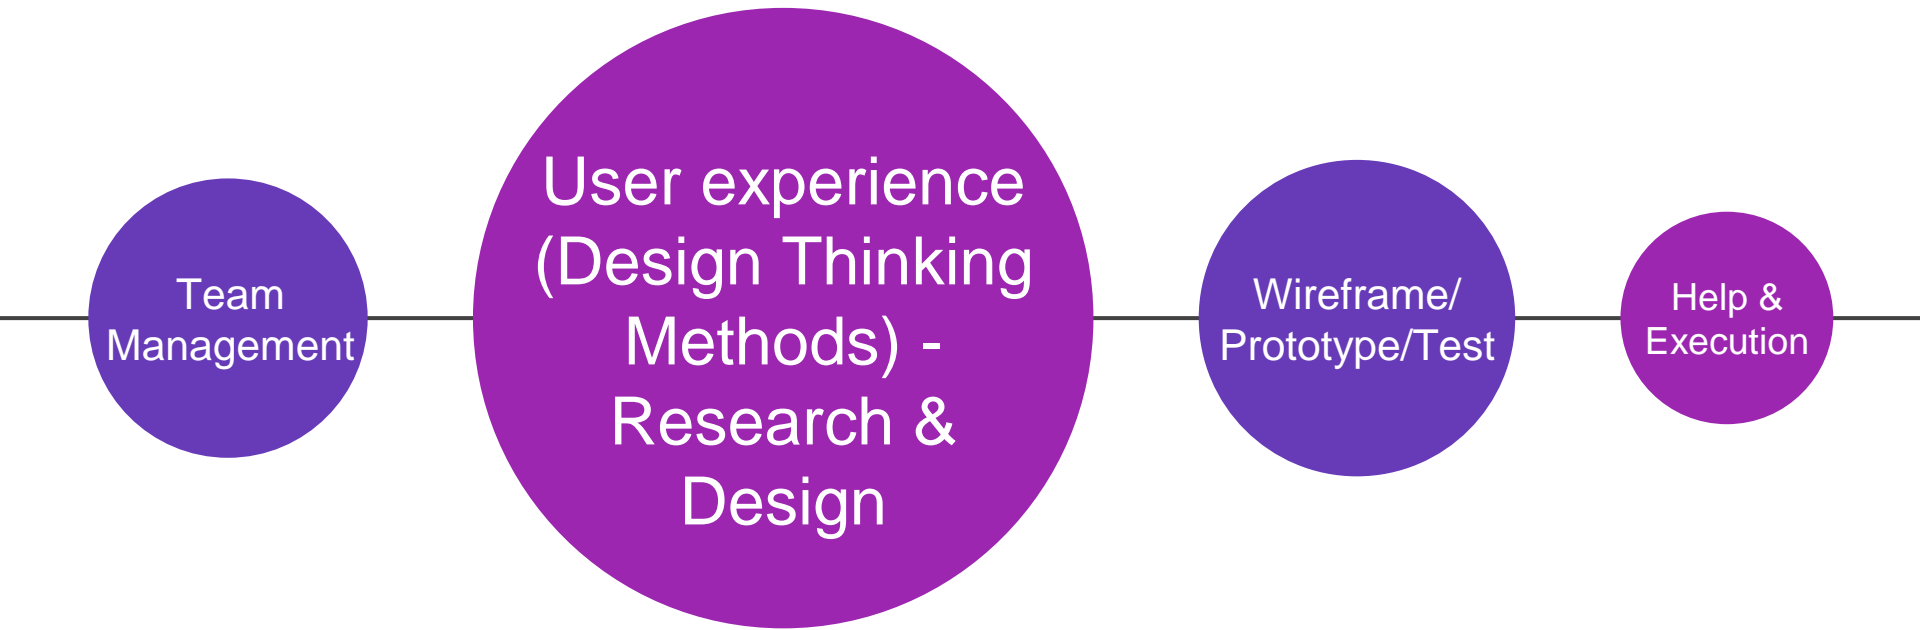 Team
Management
User experience
(Design Thinking
Methods) -
Research &
Design
Wireframe/
Prototype/Test
Help &
Execution